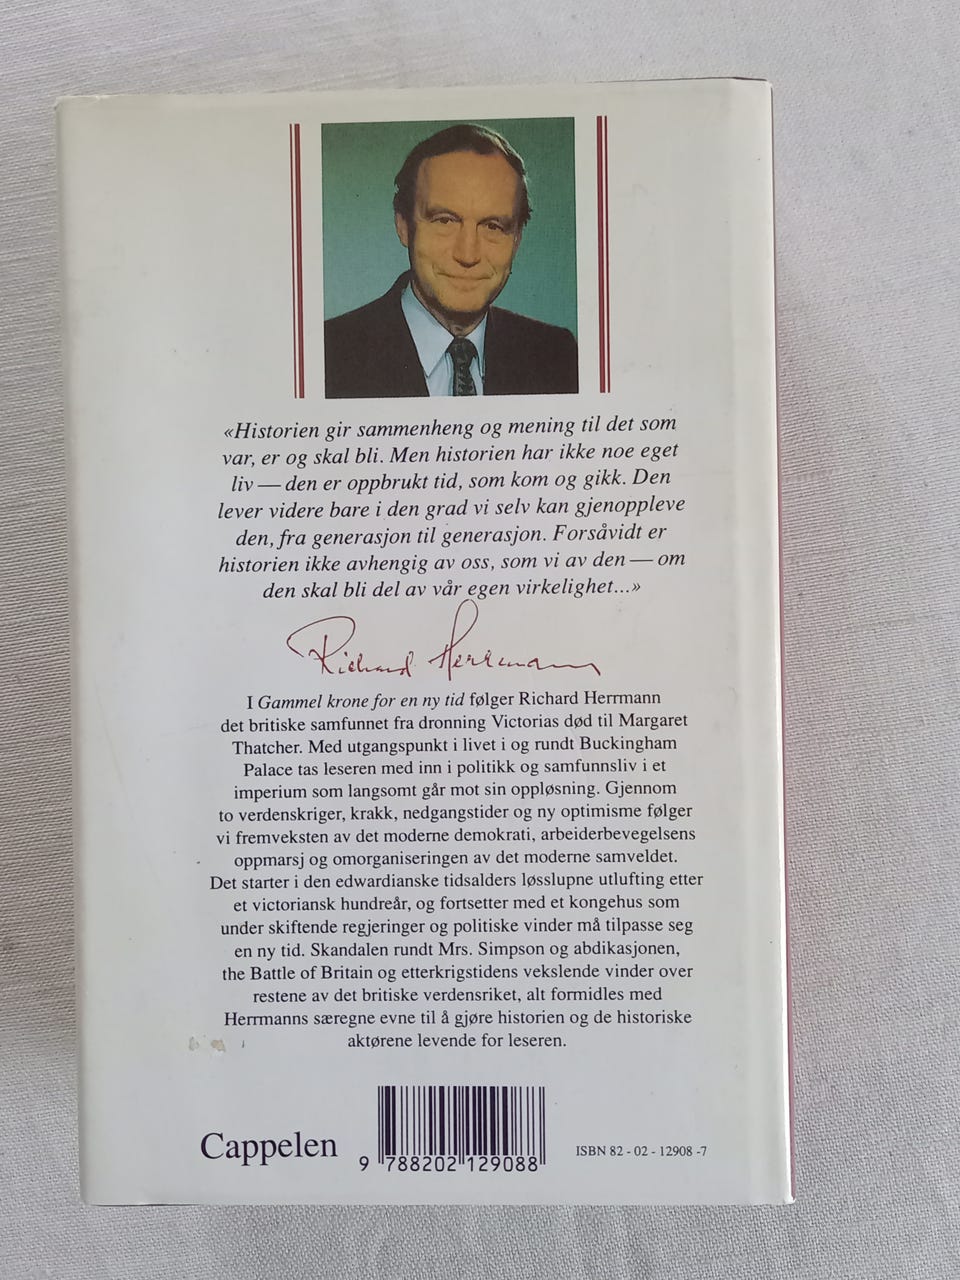 «Historien gir sammenheng og mening til det som
var, er og skal bli. Men historien har ikke noe eget
liv — den er oppbrukt tid, som kom og gikk. Den
lever videre bare i den grad vi selv kan gjenoppleve
den, fra generasjon til generasjon. Forsåvidt er
historien ikke avhengig av oss, som vi av den — om
den skal bli del av vår egen virkelighet...»
Richard Herrmann
I Gammel krone for en ny tid følger Richard Herrmann
det britiske samfunnet fra dronning Victorias død til Margaret
Thatcher. Med utgangspunkt i livet i og rundt Buckingham
Palace tas leseren med inn i politikk og samfunnsliv i et
imperium som langsomt går mot sin oppløsning. Gjennom
to verdenskriger, krakk, nedgangstider og ny optimisme følger
vi fremveksten av det moderne demokrati, arbeiderbevegelsens
oppmarsj og omorganiseringen av det moderne samveldet.
Det starter i den edwardianske tidsalders løsslupne utlufting etter
et victoriansk hundreår, og fortsetter med et kongehus som
under skiftende regjeringer og politiske vinder må tilpasse seg
en ny tid. Skandalen rundt Mrs. Simpson og abdikasjonen,
the Battle of Britain og etterkrigstidens vekslende vinder over
restene av det britiske verdensriket, alt formidles med
Herrmanns særegne evne til å gjøre historien og de historiske
aktørene levende for leseren.
Cappelen
9 788202 129088
ISBN 82 - 02 - 12908 -7